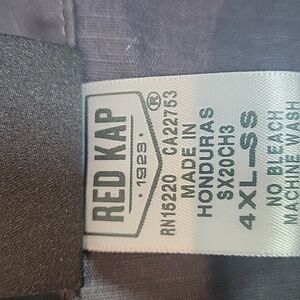 RED KAP
· 1923 ·
®
RN15220 CA22753
MADE IN
HONDURAS
SX20CH3
4XL-SS
NO BLEACH
MACHINE WASH